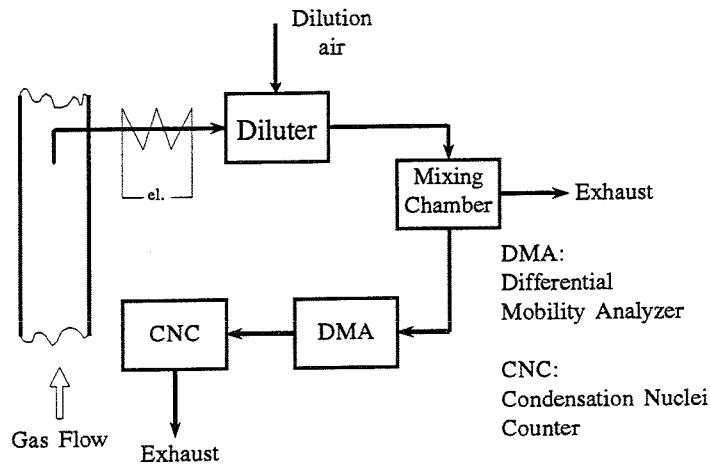 Dilution
air
Diluter
el.
Mixing
Chamber
Exhaust
DMA:
Differential
Mobility Analyzer
CNC
DMA
CNC:
Condensation Nuclei
Counter
Gas Flow
Exhaust